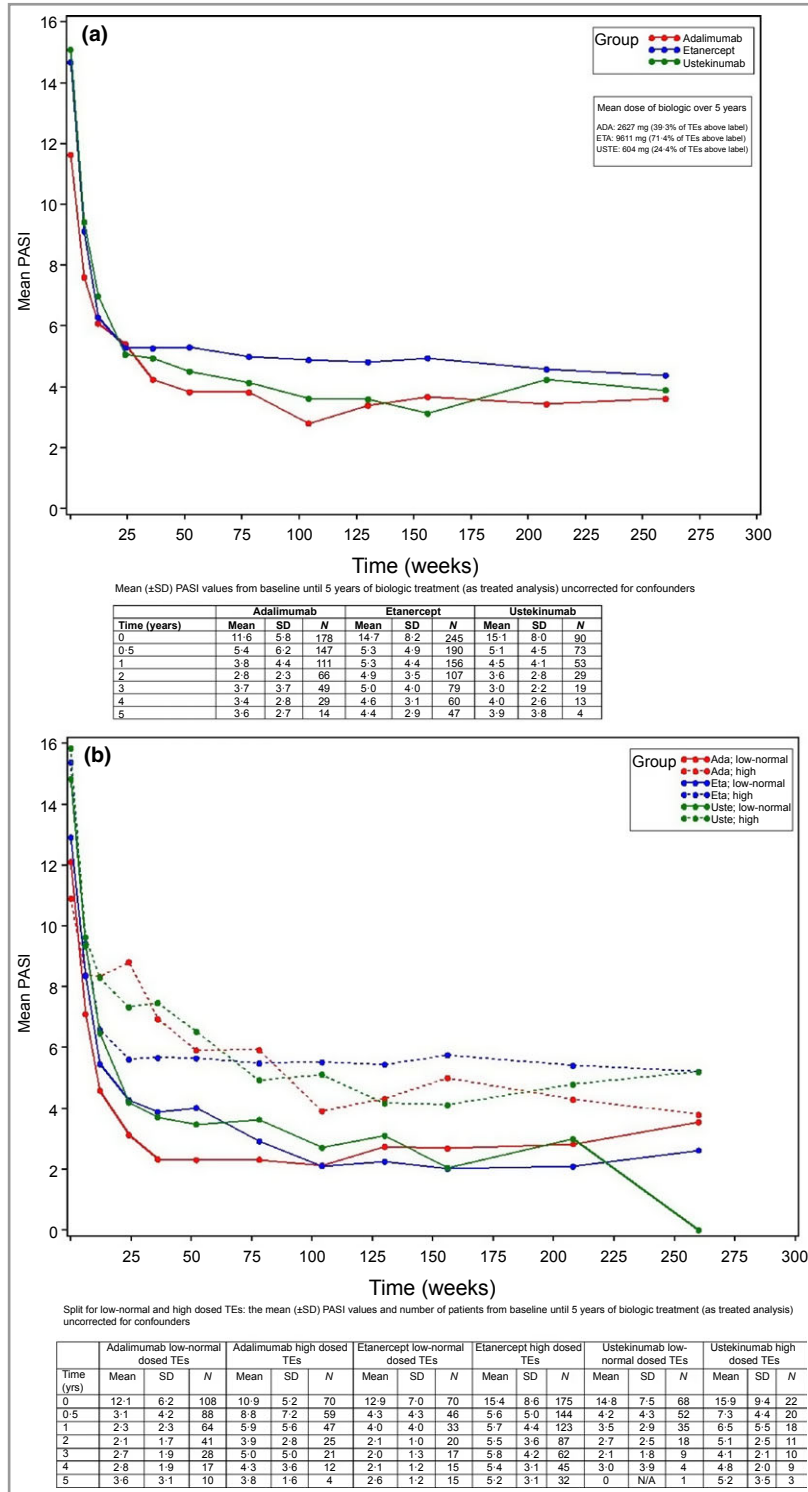 (a)
Group
Adalimumab
Etanercept
Ustekinumab
Mean dose of biologic over 5 years
ADA: 2627 mg (39·3% of TEs above label)
ETA: 9611 mg (71·4% of TEs above label)
USTE: 604 mg (24·4% of TEs above label)
16
14
12
10
8
6
4
2
0
Mean PASI
25 50 75 100 125 150 175 200 225 250 275 300
Time (weeks)
Mean (±SD) PASI values from baseline until 5 years of biologic treatment (as treated analysis) uncorrected for confounders
Adalimumab Etanercept Ustekinumab
Time (years) Mean SD N Mean SD N Mean SD N
0 11·6 5·8 178 14·7 8·2 245 15·1 8·0 90
0·5 5·4 6·2 147 5·3 4·9 190 5·1 4·5 73
1 3·8 4·4 111 5·3 4·4 156 4·5 4·1 53
2 2·8 2·3 66 4·9 3·5 107 3·6 2·8 29
3 3·7 3·7 49 5·0 4·0 79 3·0 2·2 19
4 3·4 2·8 29 4·6 3·1 60 4·0 2·6 13
5 3·6 2·7 14 4·4 2·9 47 3·9 3·8 4
(b)
Group
Ada; low-normal
Ada; high
Eta; low-normal
Eta; high
Uste; low-normal
Uste; high
16
14
12
10
8
6
4
2
0
Mean PASI
25 50 75 100 125 150 175 200 225 250 275 300
Time (weeks)
Split for low-normal and high dosed TEs: the mean (±SD) PASI values and number of patients from baseline until 5 years of biologic treatment (as treated analysis)
uncorrected for confounders
Adalimumab low-normal Adalimumab high dosed Etanercept low-normal Etanercept high dosed Ustekinumab low- Ustekinumab high
dosed TEs TEs dosed TEs TEs normal dosed TEs dosed TEs
Time Mean SD N Mean SD N Mean SD N Mean SD N Mean SD N Mean SD N
(yrs)
0 12·1 6·2 108 10·9 5·2 70 12·9 7·0 70 15·4 8·6 175 14·8 7·5 68 15·9 9·4 22
0·5 3·1 4·2 88 8·8 7·2 59 4·3 4·3 46 5·6 5·0 144 4·2 4·3 52 7·3 4·4 20
1 2·3 2·3 64 5·9 5·6 47 4·0 4·0 33 5·7 4·4 123 3·5 2·9 35 6·5 5·5 18
2 2·1 1·7 41 3·9 2·8 25 2·1 1·0 20 5·5 3·6 87 2·7 2·5 18 5·1 2·5 11
3 2·7 1·9 28 5·0 5·0 21 2·0 1·3 17 5·8 4·2 62 2·1 1·8 9 4·1 2·1 10
4 2·8 1·9 17 4·3 3·6 12 2·1 1·2 15 5·4 3·1 45 3·0 3·9 4 4·8 2·0 9
5 3·6 3·1 10 3·8 1·6 4 2·6 1·2 15 5·2 3·1 32 0 N/A 1 5·2 3·5 3